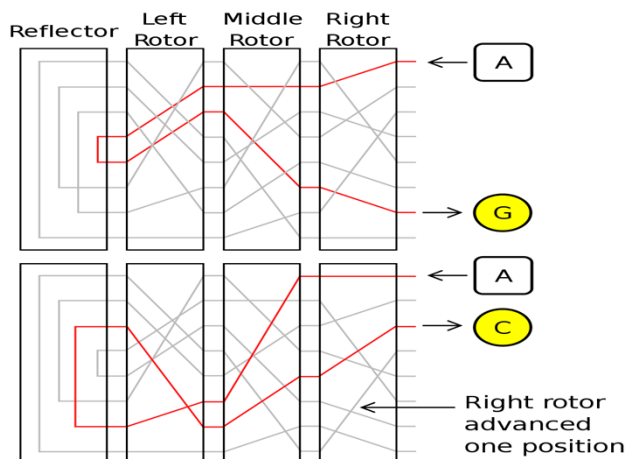 Reflector
Left
Rotor
Middle
Rotor
Right
Rotor
A
G
A
C
Right rotor
advanced
one position